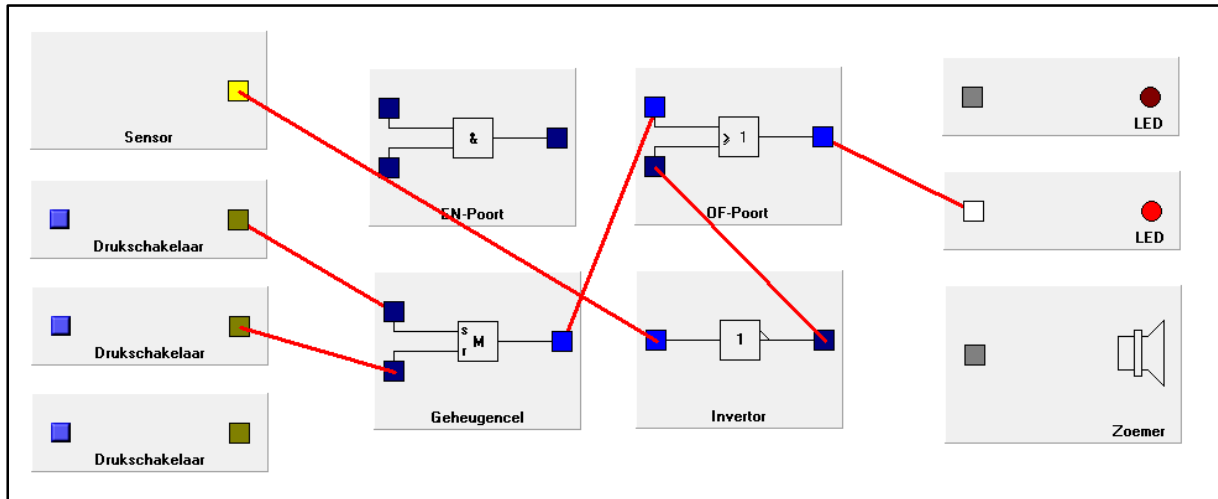 Sensor
Drukschakelaar
Drukschakelaar
Drukschakelaar
&
EN-Poort
s
r
M
Geheugencel
≥ 1
OF-Poort
1
Invertor
LED
LED
Zoemer